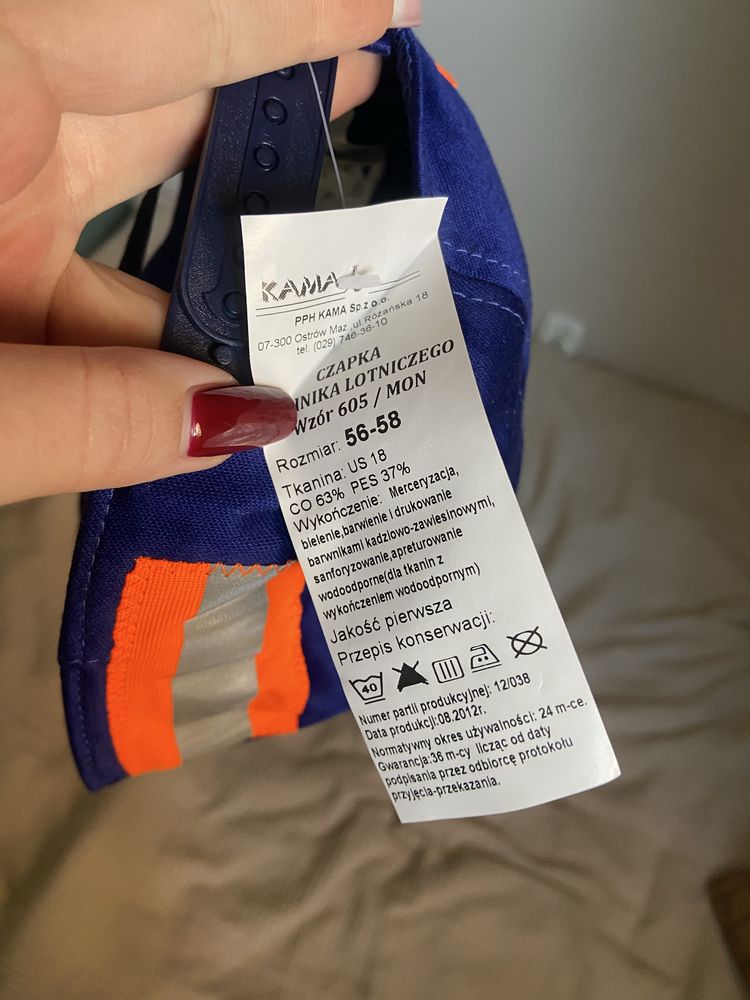 KAMA
PPH KAMA Sp.z o.o.
07-300 Ostrów Maz. ul Różańska 18
tel. (029) 746-36-10
CZAPKA
LOTNICZEGO
Wzór 605 / MON
Rozmiar: 56-58
Tkanina: US 18
CO 63% PES 37%
Wykończenie: Merceryzacja,
bielenie,barwienie i drukowanie
barwnikami kadziowo-zawiesinowymi,
sanforyzowanie,apreturowanie
wodoodporne(dla tkanin z
wykończeniem wodoodpornym)
Jakość pierwsza
Przepis konserwacji:
40
Numer partii produkcyjnej: 12/038
Data produkcji:08.2012r.
Normatywny okres używalności: 24 m-ce.
Gwarancja:36 m-cy licząc od daty
podpisania przez odbiorcę protokołu
przyjęcia-przekazania.